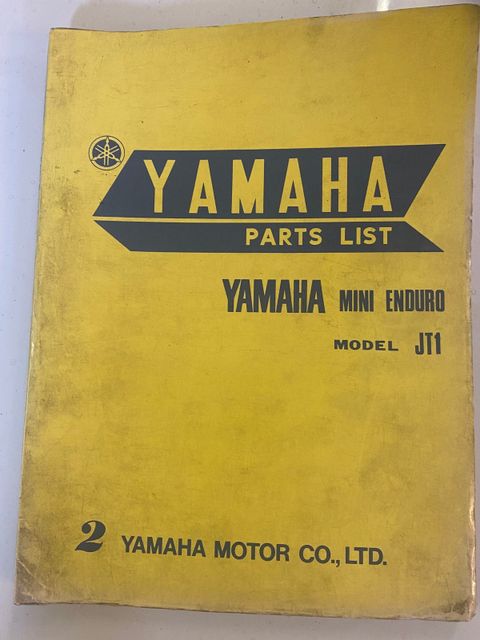 YAMAHA
PARTS LIST
YAMAHA MINI ENDURO
MODEL JT1
2 YAMAHA MOTOR CO., LTD.